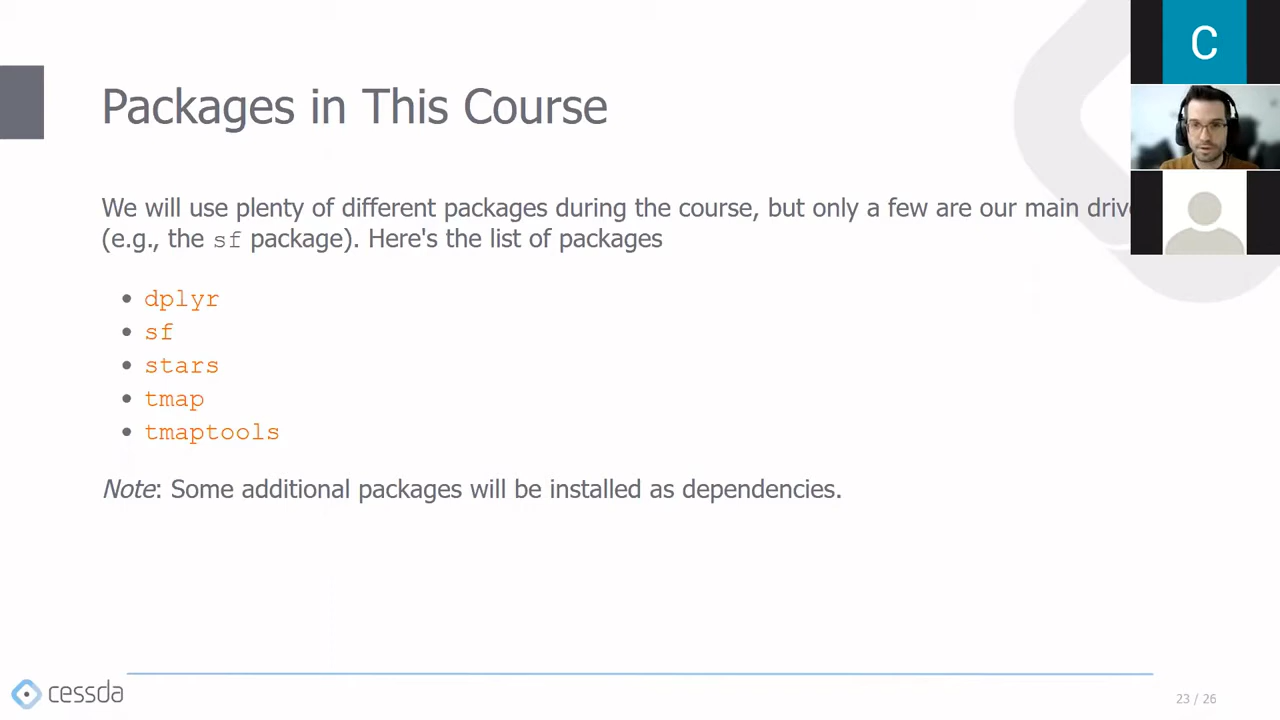 C
Packages in This Course
We will use plenty of different packages during the course, but only a few are our main
(e.g., the sf package). Here's the list of packages
dplyr
sf
stars
tmap
tmaptools
Note: Some additional packages will be installed as dependencies.
cessda
23 / 26